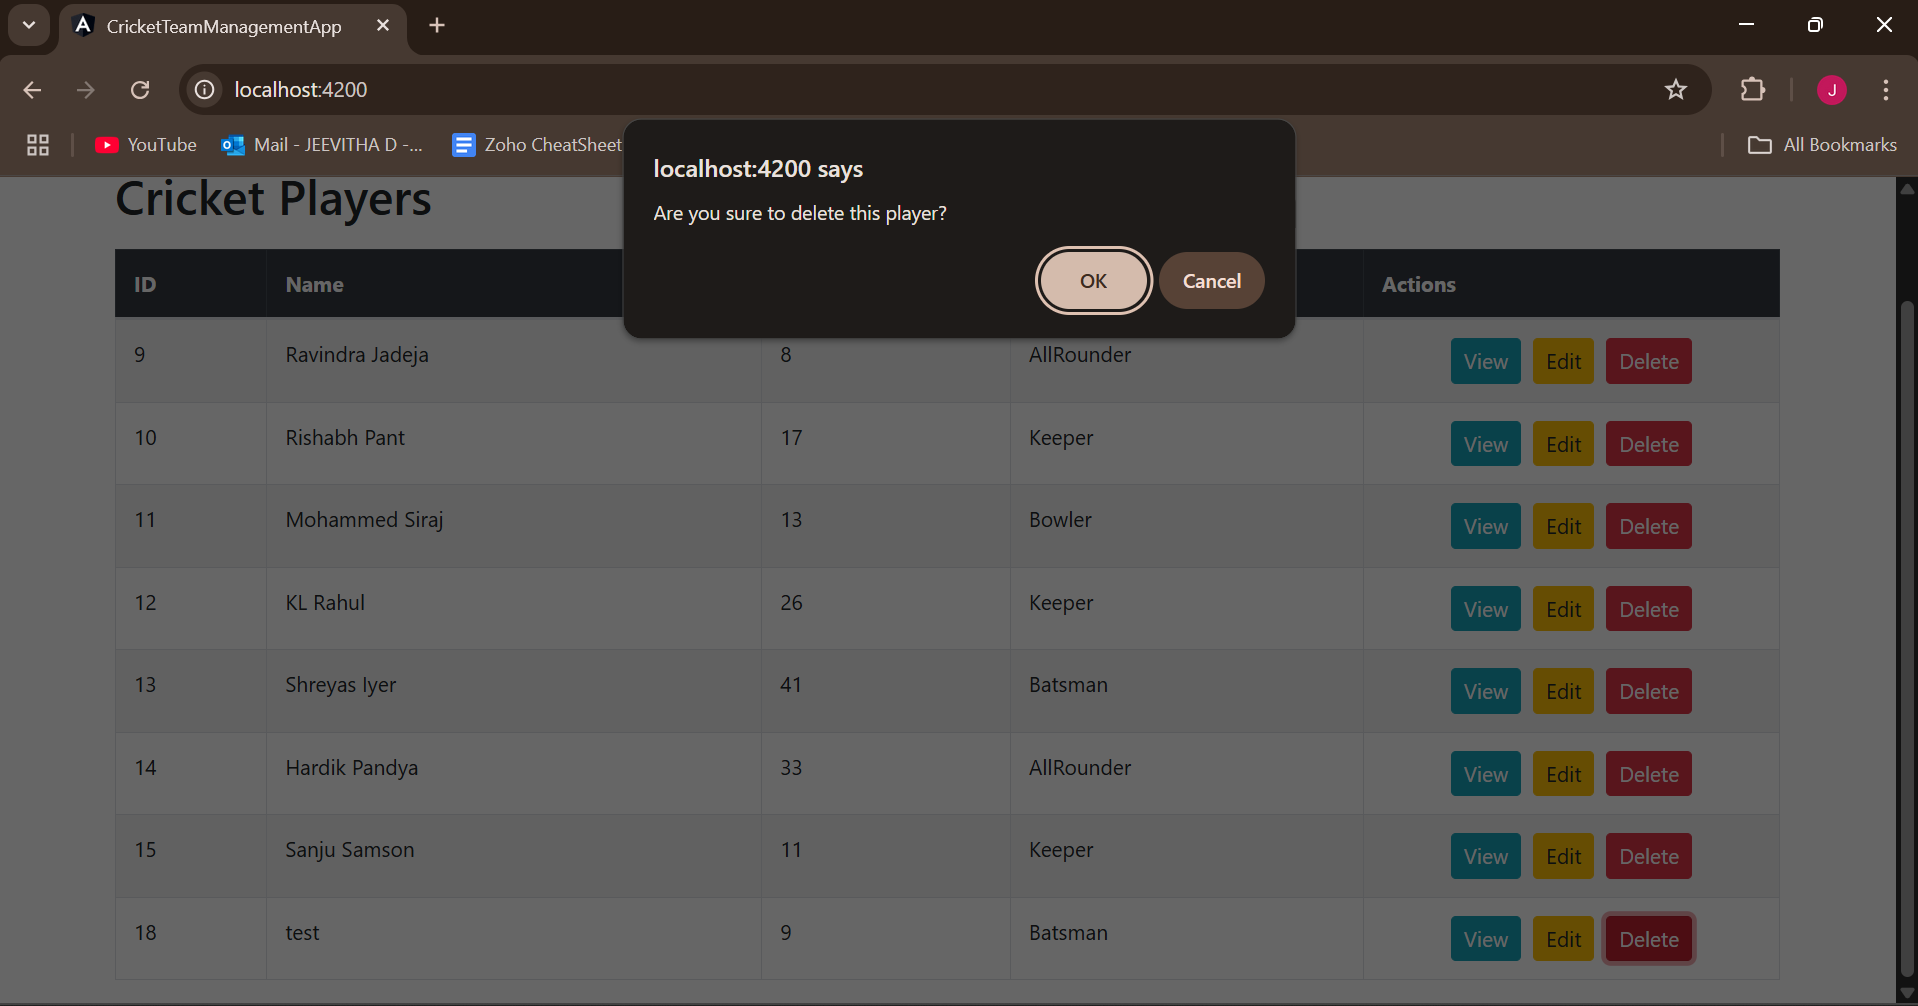 CricketTeamManagementApp
localhost:4200
J
YouTube
Mail - JEEVITHA D -...
Zoho CheatSheet
All Bookmarks
localhost:4200 says
Are you sure to delete this player?
OK
Cancel
Cricket Players
ID Name Actions
9 Ravindra Jadeja 8 AllRounder View Edit Delete
10 Rishabh Pant 17 Keeper View Edit Delete
11 Mohammed Siraj 13 Bowler View Edit Delete
12 KL Rahul 26 Keeper View Edit Delete
13 Shreyas Iyer 41 Batsman View Edit Delete
14 Hardik Pandya 33 AllRounder View Edit Delete
15 Sanju Samson 11 Keeper View Edit Delete
18 test 9 Batsman View Edit Delete